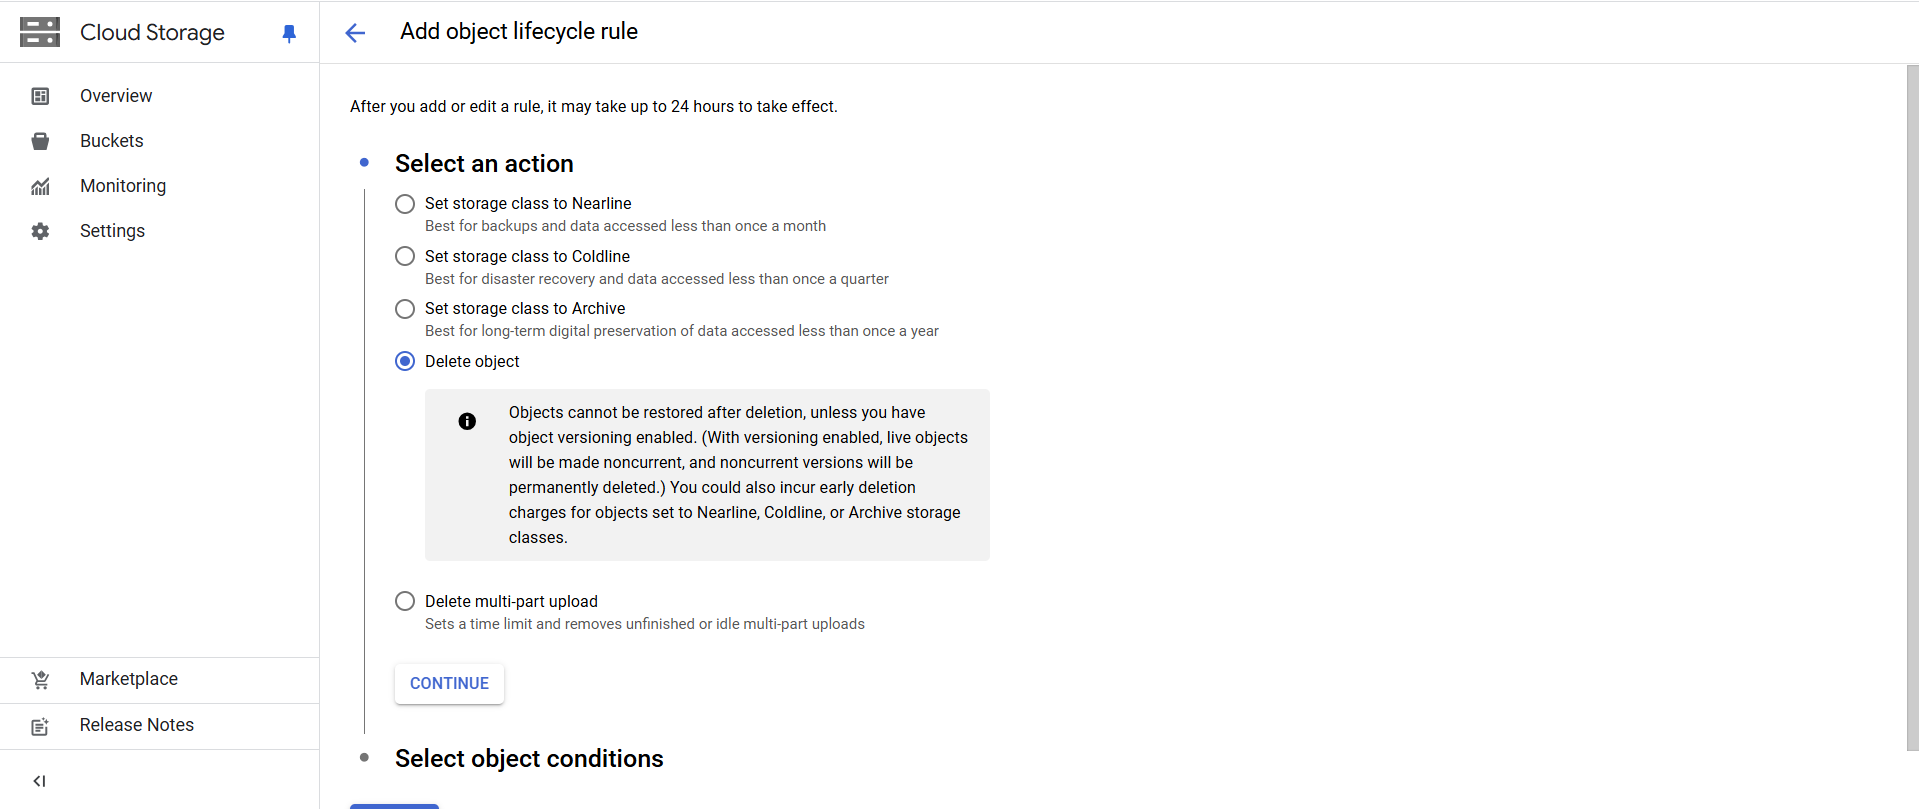 Cloud Storage
Add object lifecycle rule
Overview
Buckets
Monitoring
Settings
Marketplace
Release Notes
After you add or edit a rule, it may take up to 24 hours to take effect.
Select an action
Set storage class to Nearline
Best for backups and data accessed less than once a month
Set storage class to Coldline
Best for disaster recovery and data accessed less than once a quarter
Set storage class to Archive
Best for long-term digital preservation of data accessed less than once a year
Delete object
Objects cannot be restored after deletion, unless you have
object versioning enabled. (With versioning enabled, live objects
will be made noncurrent, and noncurrent versions will be
permanently deleted.) You could also incur early deletion
charges for objects set to Nearline, Coldline, or Archive storage
classes.
Delete multi-part upload
Sets a time limit and removes unfinished or idle multi-part uploads
CONTINUE
Select object conditions